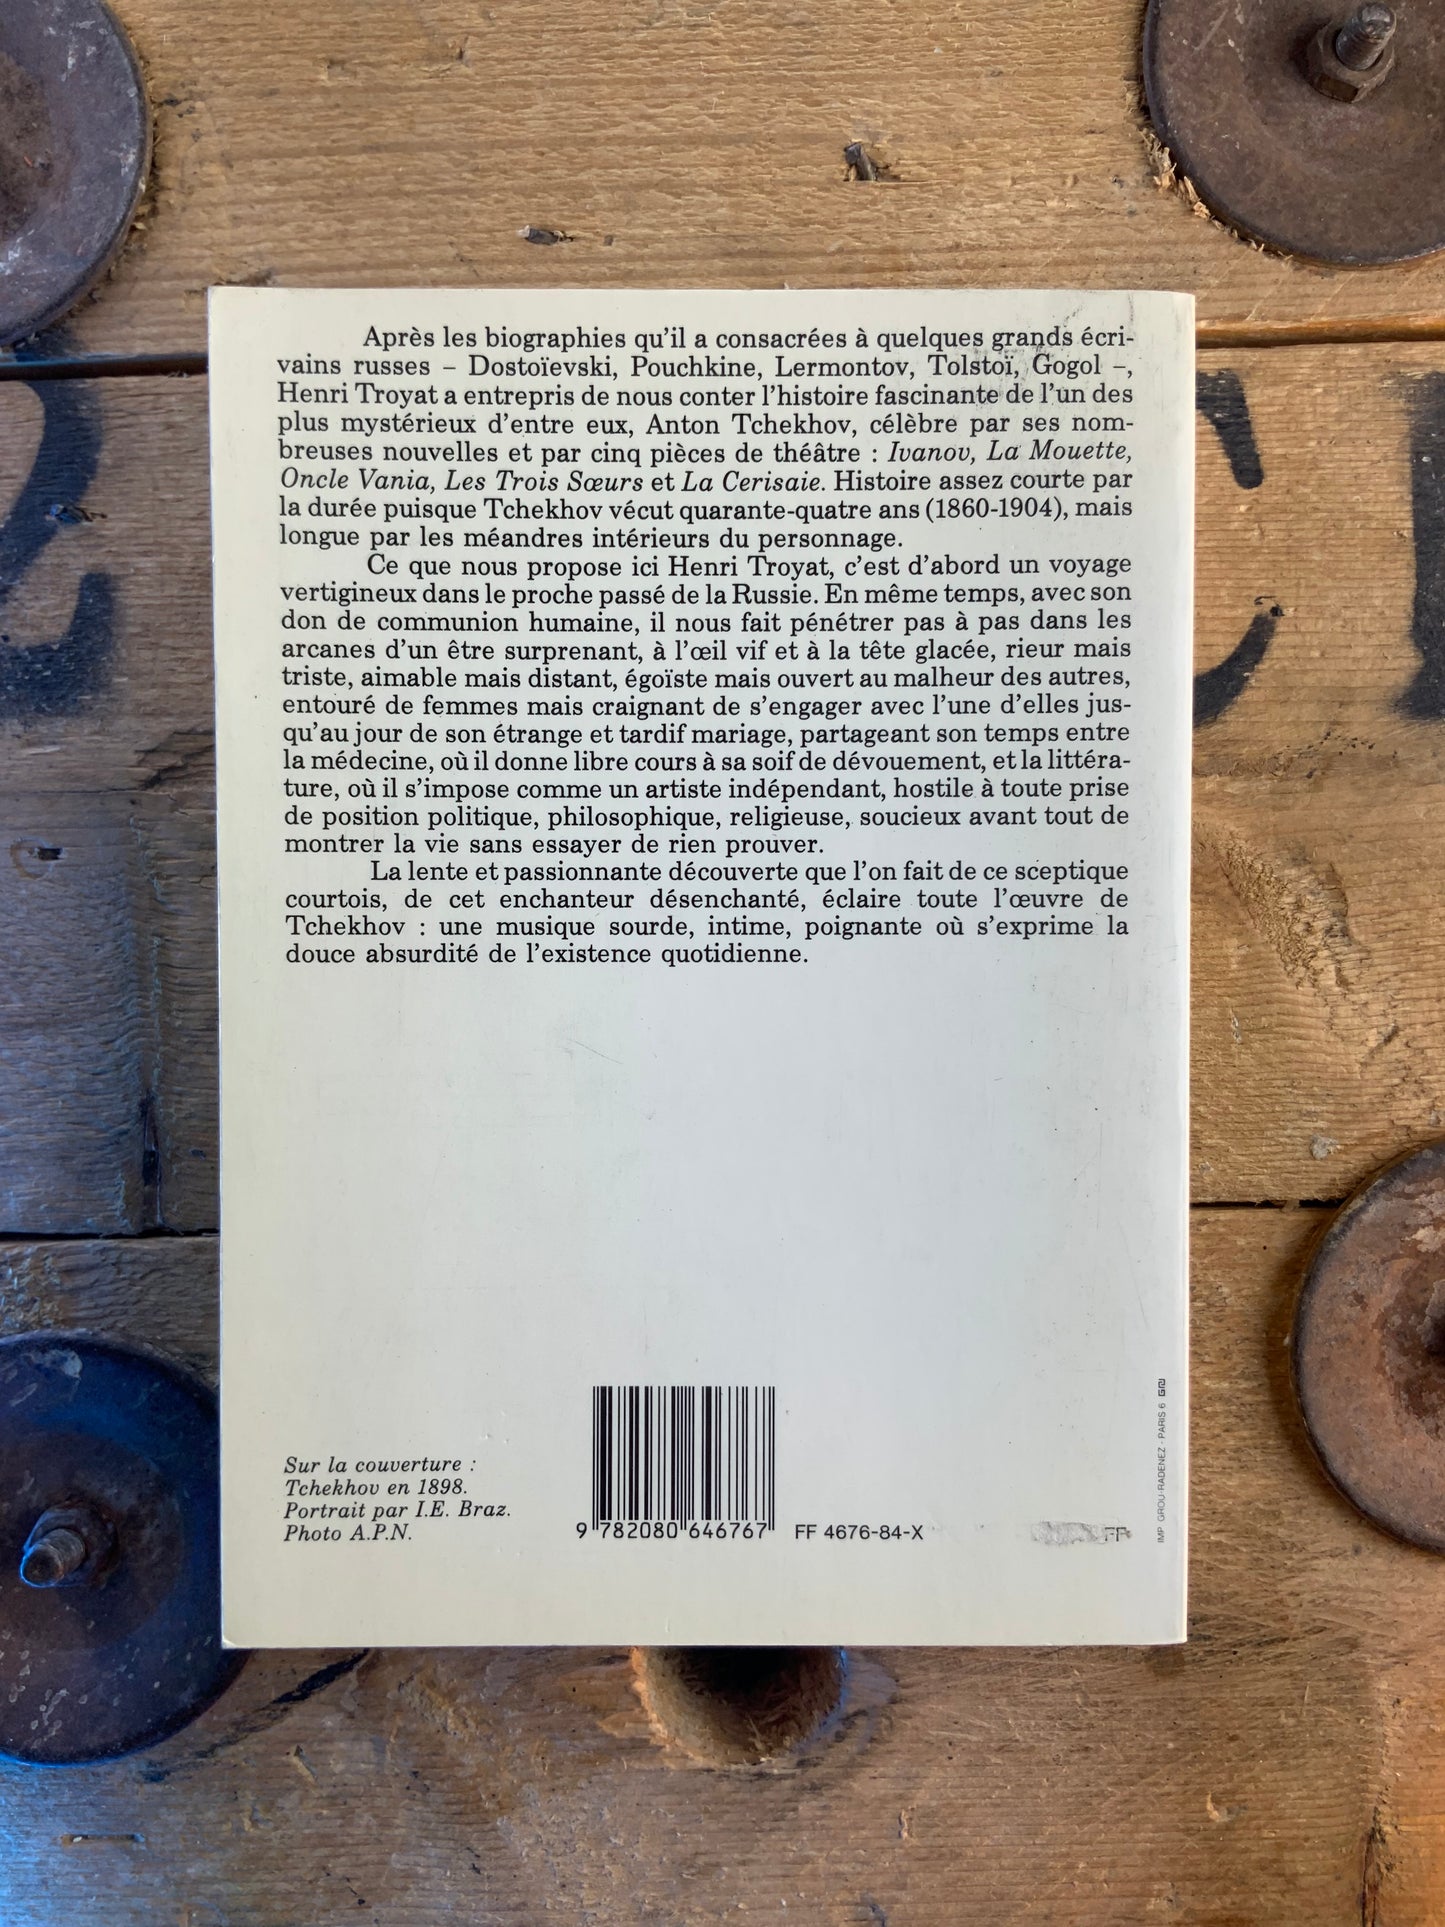 Après les biographies qu'il a consacrées à quelques grands écri-
vains russes – Dostoïevski, Pouchkine, Lermontov, Tolstoï, Gogol –,
Henri Troyat a entrepris de nous conter l'histoire fascinante de l'un des
plus mystérieux d'entre eux, Anton Tchekhov, célèbre par ses nom-
breuses nouvelles et par cinq pièces de théâtre : Ivanov, La Mouette,
Oncle Vania, Les Trois Sœurs et La Cerisaie. Histoire assez courte par
la durée puisque Tchekhov vécut quarante-quatre ans (1860-1904), mais
longue par les méandres intérieurs du personnage.
Ce que nous propose ici Henri Troyat, c'est d'abord un voyage
vertigineux dans le proche passé de la Russie. En même temps, avec son
don de communion humaine, il nous fait pénétrer pas à pas dans les
arcanes d'un être surprenant, à l'œil vif et à la tête glacée, rieur mais
triste, aimable mais distant, égoïste mais ouvert au malheur des autres,
entouré de femmes mais craignant de s'engager avec l'une d'elles jus-
qu'au jour de son étrange et tardif mariage, partageant son temps entre
la médecine, où il donne libre cours à sa soif de dévouement, et la littéra-
ture, où il s'impose comme un artiste indépendant, hostile à toute prise
de position politique, philosophique, religieuse, soucieux avant tout de
montrer la vie sans essayer de rien prouver.
La lente et passionnante découverte que l'on fait de ce sceptique
courtois, de cet enchanteur désenchanté, éclaire toute l'œuvre de
Tchekhov : une musique sourde, intime, poignante où s'exprime la
douce absurdité de l'existence quotidienne.
Sur la couverture :
Tchekhov en 1898.
Portrait par I.E. Braz.
Photo A.P.N.
9 782080 646767
FF 4676-84-X
FF
IMP. GROU-RADENEZ - PARIS 6